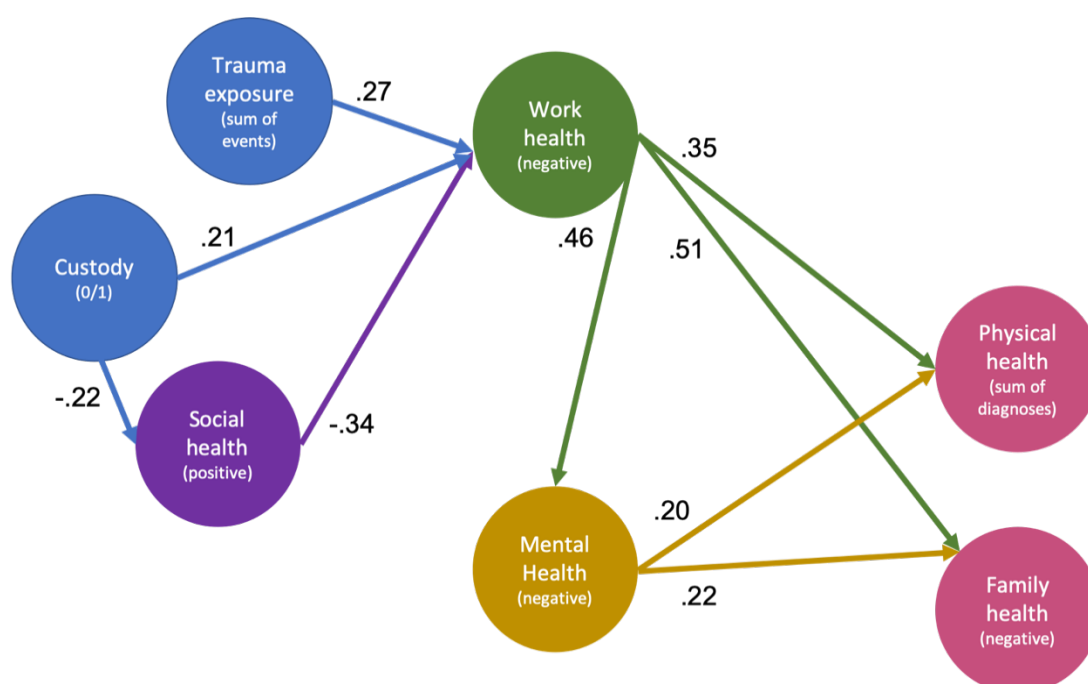 Trauma
exposure
(sum of
events)
.27
Work
health
(negative)
.35
.21
.46
.51
Custody
(0/1)
-.22
Social
health
(positive)
-.34
Physical
health
(sum of
diagnoses)
.20
Mental
Health
(negative)
.22
Family
health
(negative)